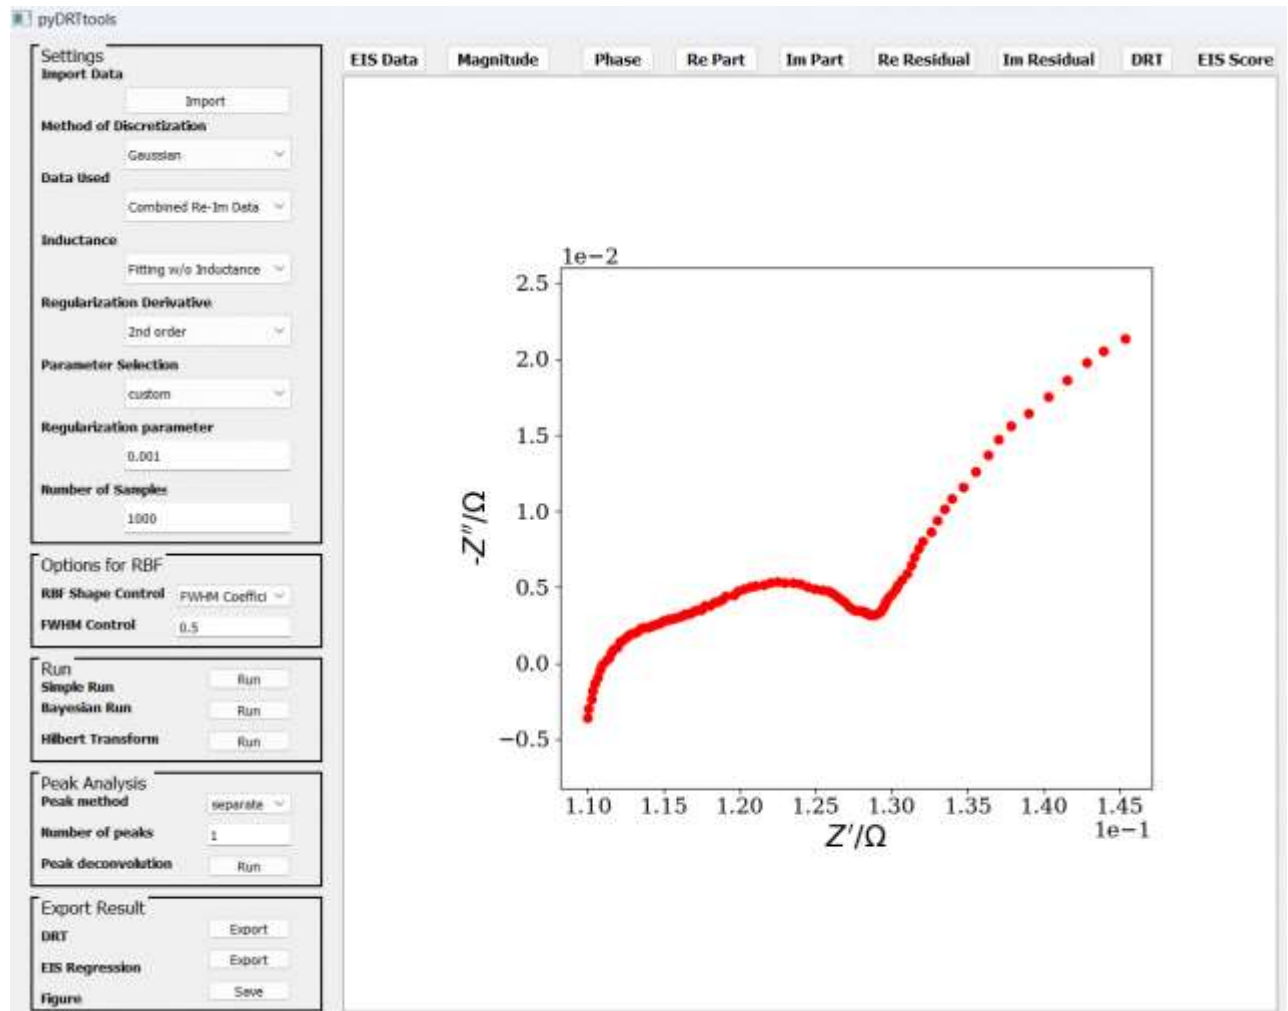 pyDRTtools
Settings
Import Data
Import
Method of Discretization
Gaussian
Data Used
Combined Re-Im Data
Inductance
Fitting w/o Inductance
Regularization Derivative
2nd order
Parameter Selection
custom
Regularization parameter
0.001
Number of Samples
1000
Options for RBF
RBF Shape Control FWHM Coeffici
FWHM Control 0.5
Run
Simple Run Run
Bayesian Run Run
Hilbert Transform Run
Peak Analysis
Peak method separate
Number of peaks 1
Peak deconvolution Run
Export Result
DRT Export
EIS Regression Export
Figure Save
EIS Data Magnitude Phase Re Part Im Part Re Residual Im Residual DRT EIS Score
1e−2
2.5
2.0
1.5
1.0
0.5
0.0
−0.5
-Z″/Ω
1.10 1.15 1.20 1.25 1.30 1.35 1.40 1.45
1e−1
Z′/Ω